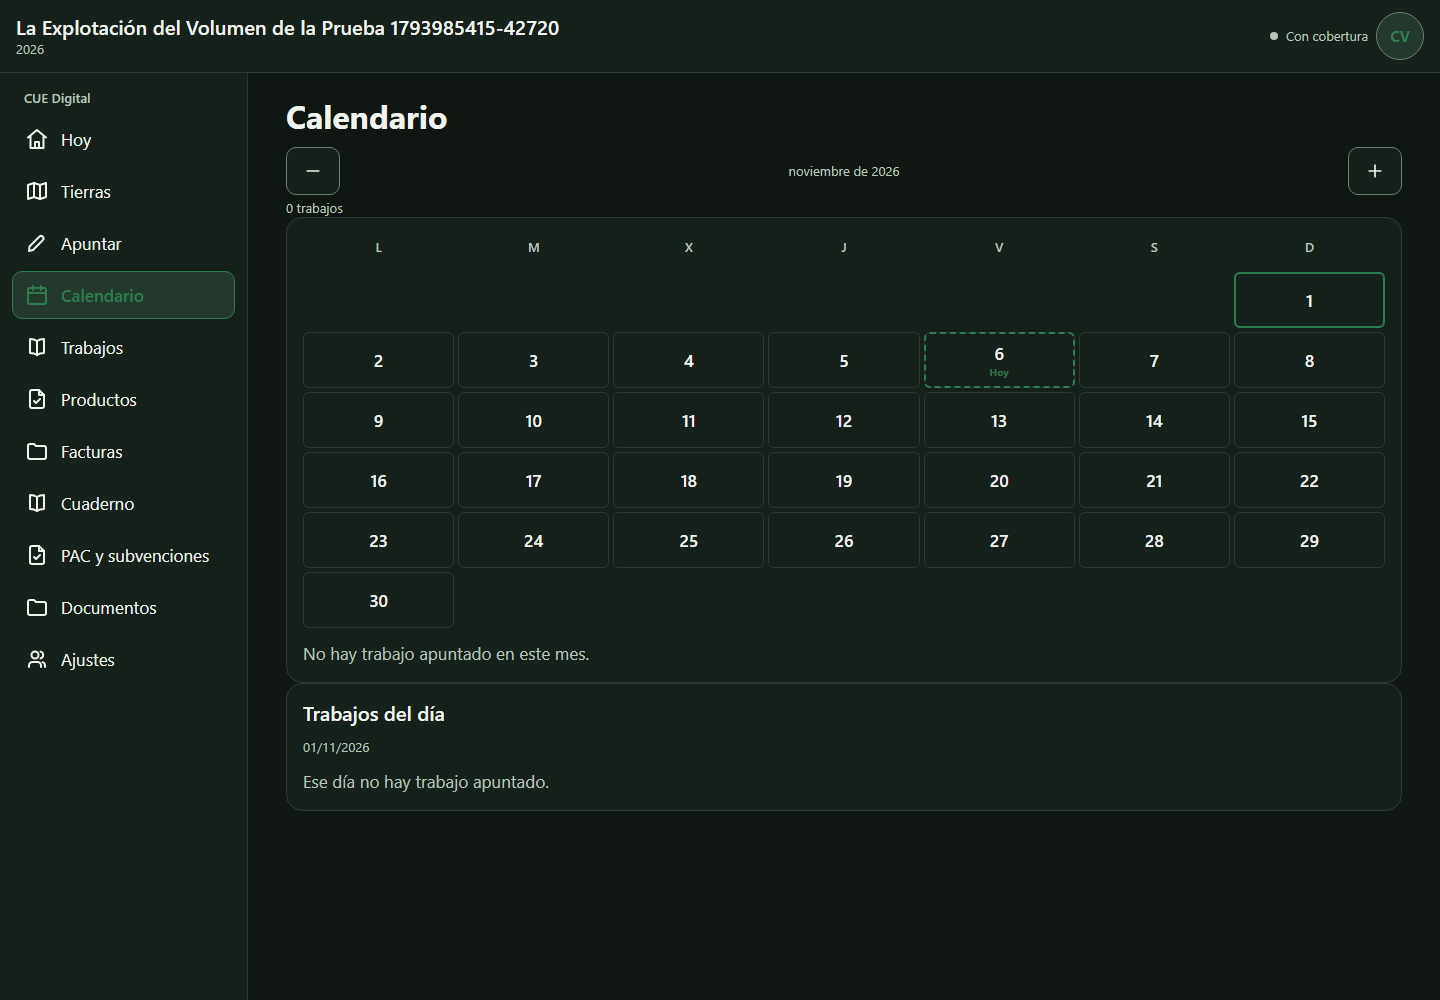 La Explotación del Volumen de la Prueba 1793985415-42720
2026
Con cobertura
CV
CUE Digital
Hoy
Tierras
Apuntar
Calendario
Trabajos
Productos
Facturas
Cuaderno
PAC y subvenciones
Documentos
Ajustes
Calendario
noviembre de 2026
0 trabajos
L M X J V S D
1
2 3 4 5 6 7 8
Hoy
9 10 11 12 13 14 15
16 17 18 19 20 21 22
23 24 25 26 27 28 29
30
No hay trabajo apuntado en este mes.
Trabajos del día
01/11/2026
Ese día no hay trabajo apuntado.